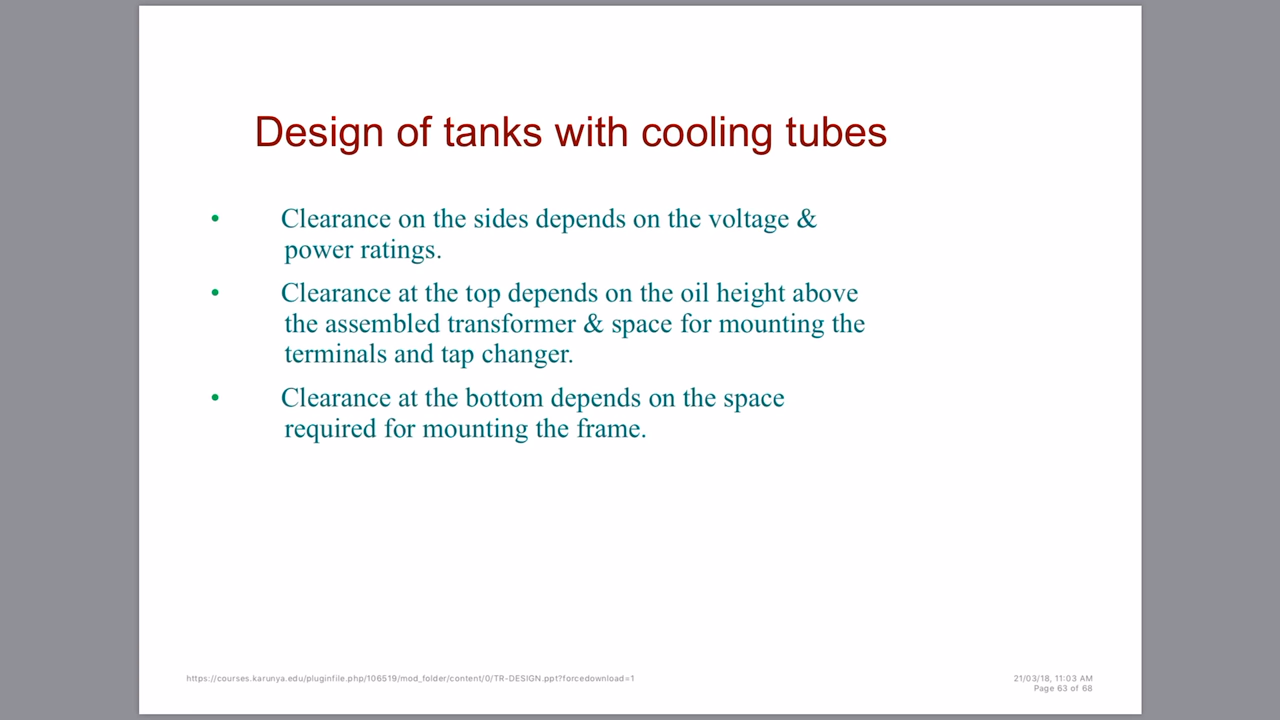 Design of tanks with cooling tubes
• Clearance on the sides depends on the voltage &
power ratings.
• Clearance at the top depends on the oil height above
the assembled transformer & space for mounting the
terminals and tap changer.
• Clearance at the bottom depends on the space
required for mounting the frame.
https://courses.karunya.edu/pluginfile.php/106519/mod_folder/content/0/TR-DESIGN.ppt?forcedownload=1
21/03/18, 11:03 AM
Page 63 of 68